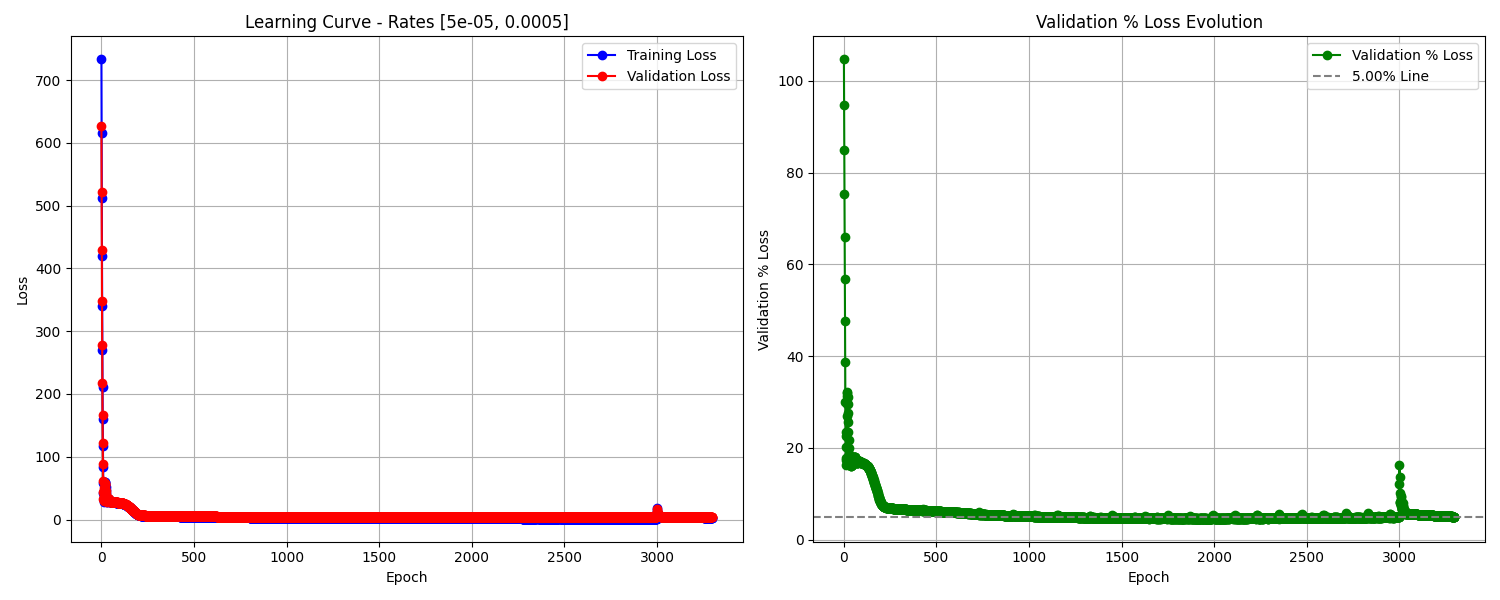 Learning Curve - Rates [5e-05, 0.0005]
Training Loss
Validation Loss
Loss
700
600
500
400
300
200
100
0
0 500 1000 1500 2000 2500 3000
Epoch
Validation % Loss Evolution
Validation % Loss
5.00% Line
Validation % Loss
100
80
60
40
20
0
0 500 1000 1500 2000 2500 3000
Epoch